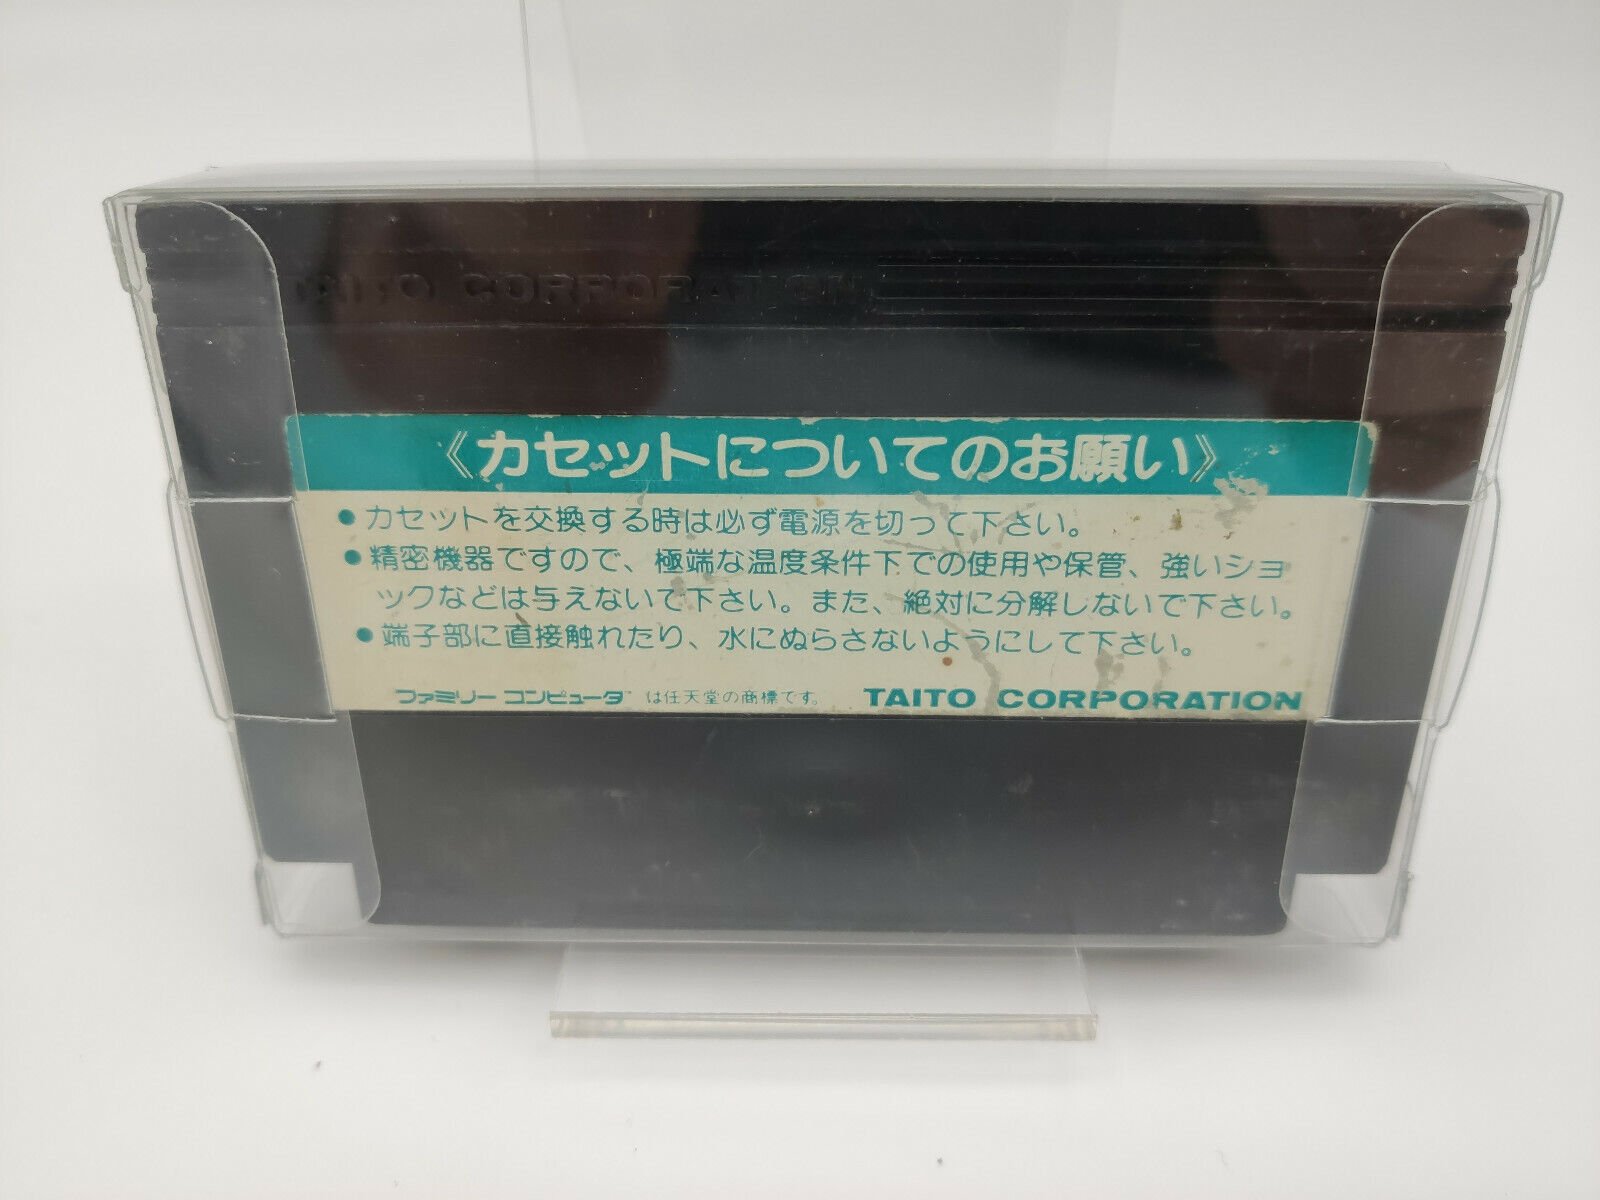 TAITO CORPORATION
《カセットについてのお願い》
●カセットを交換する時は必ず電源を切って下さい。
●精密機器ですので、極端な温度条件下での使用や保管、強いショ
ックなどは与えないで下さい。また、絶対に分解しないで下さい。
●端子部に直接触れたり、水にぬらさないようにして下さい。
ファミリーコンピュータ™は任天堂の商標です。 TAITO CORPORATION